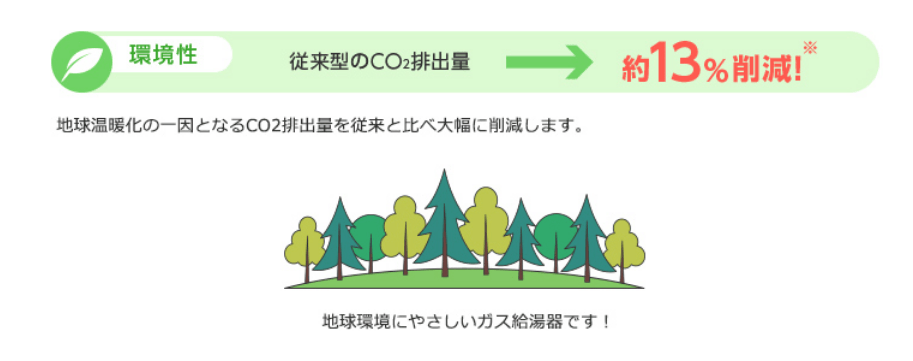 環境性
従来型のCO₂排出量
約13%削減!※
地球温暖化の一因となるCO2排出量を従来と比べ大幅に削減します。
地球環境にやさしいガス給湯器です！